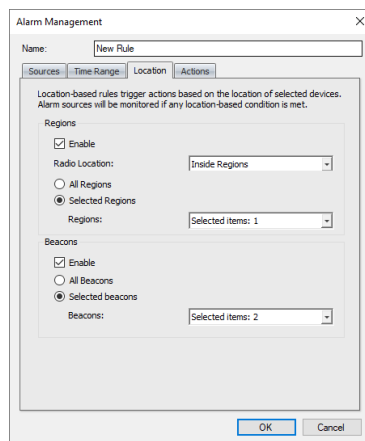 Alarm Management
Name: New Rule
Sources Time Range Location Actions
Location-based rules trigger actions based on the location of selected devices.
Alarm sources will be monitored if any location-based condition is met.
Regions
Enable
Radio Location: Inside Regions
All Regions
Selected Regions
Regions: Selected items: 1
Beacons
Enable
All Beacons
Selected beacons
Beacons: Selected items: 2
OK Cancel